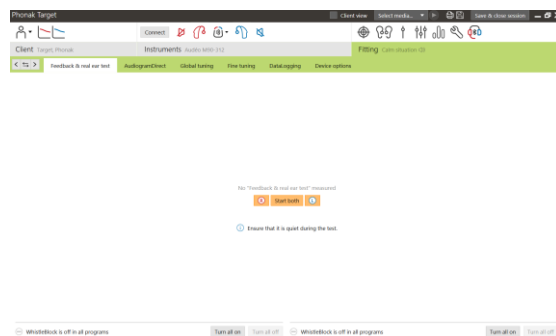 Phonak Target
Client view Select media... Save & close session
Connect
Client Target, Phonak Instruments Audéo M90-312 Fitting Calm situation
Feedback & real ear test AudiogramDirect Global tuning Fine tuning DataLogging Device options
No "Feedback & real ear test" measured
Start both
Ensure that it is quiet during the test.
WhistleBlock is off in all programs Turn all on Turn all off WhistleBlock is off in all programs Turn all on Turn all off